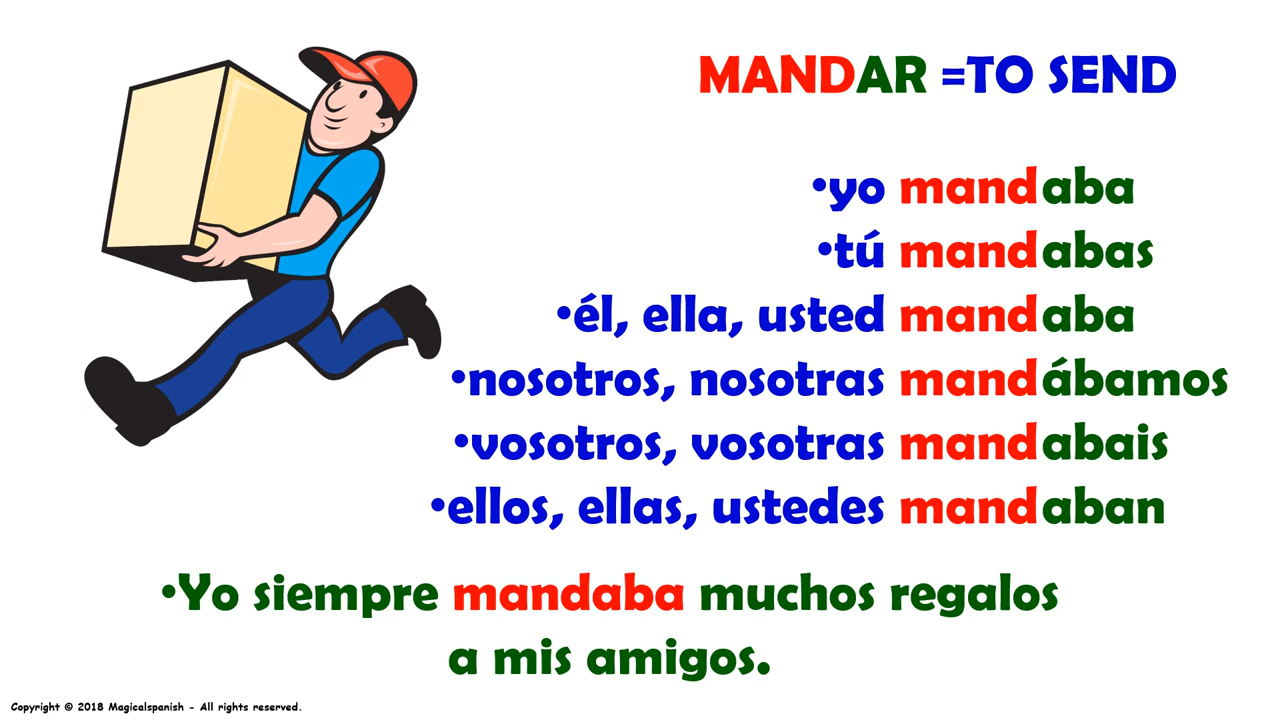 MANDAR =TO SEND
•yo mandaba
•tú mandabas
•él, ella, usted mandaba
•nosotros, nosotras mandábamos
•vosotros, vosotras mandabais
•ellos, ellas, ustedes mandaban
•Yo siempre mandaba muchos regalos
a mis amigos.
Copyright © 2018 Magicalspanish - All rights reserved.